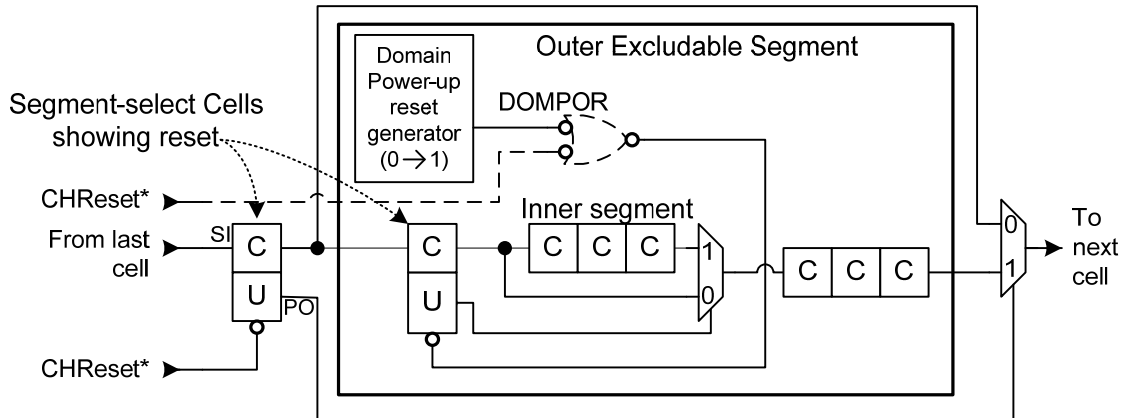 Outer Excludable Segment
Domain
Power-up
reset
generator
(0→1)
DOMPOR
Segment-select Cells
showing reset
CHReset*
Inner segment
From last
cell
SI
C
U
PO
C
U
C C C
1
0
C C C
0
1
To
next
cell
CHReset*